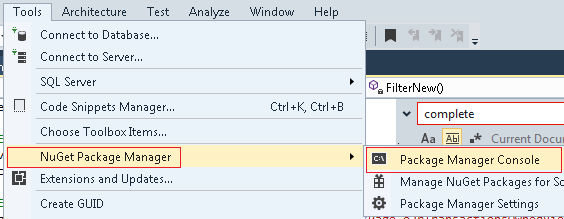 Tools Architecture Test Analyze Window Help
Connect to Database...
Connect to Server...
SQL Server
FilterNew()
Code Snippets Manager... Ctrl+K, Ctrl+B
complete
Choose Toolbox Items...
Aa Ab .* Current Docum
NuGet Package Manager
C:\ Package Manager Console
Extensions and Updates...
Manage NuGet Packages for So
Create GUID
Package Manager Settings